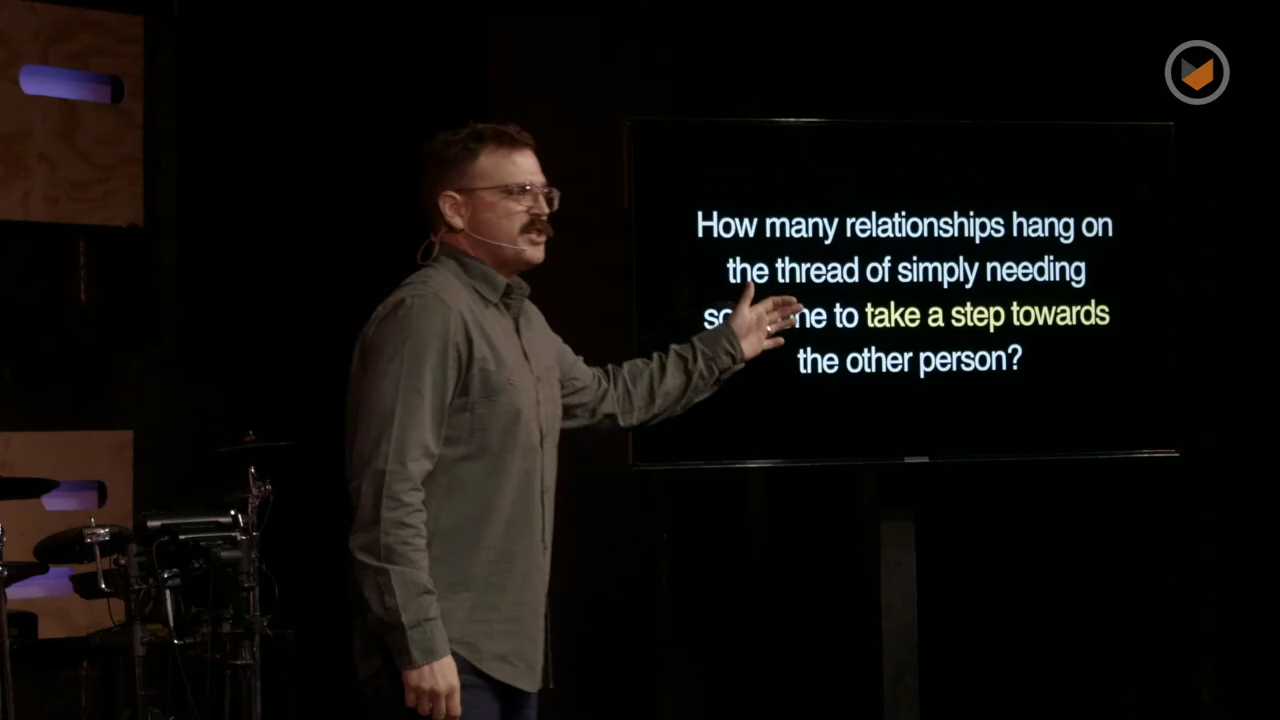 How many relationships hang on
the thread of simply needing
to take a step towards
the other person?